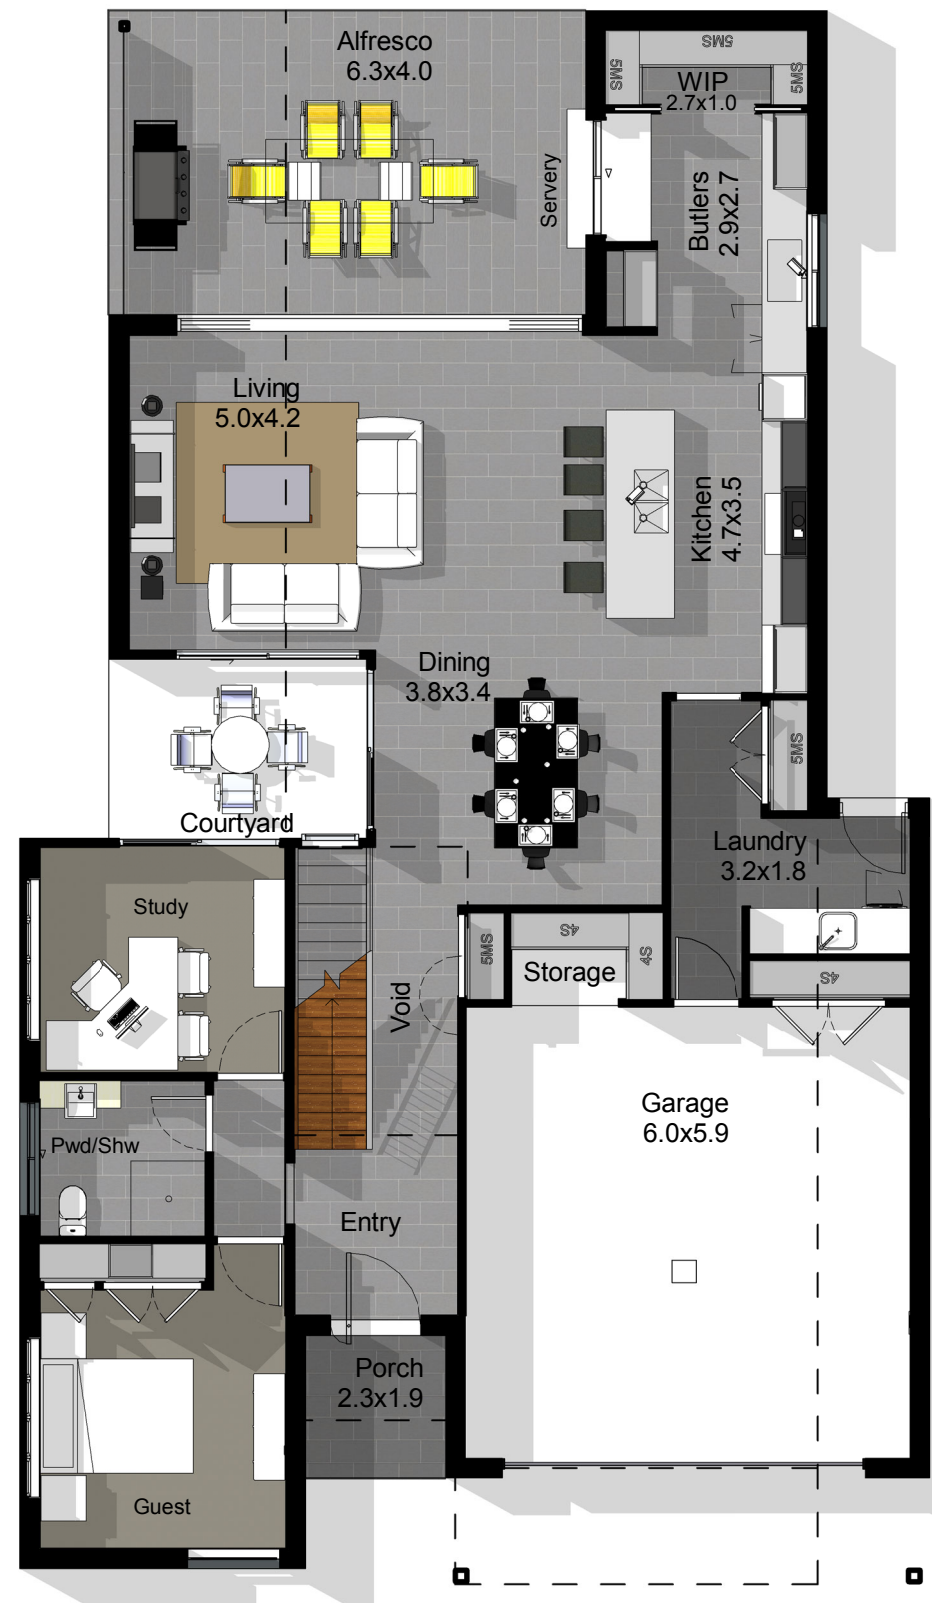 Alfresco
6.3x4.0
5MS
5MS
5MS
WIP
2.7x1.0
Servery
Butlers
2.9x2.7
Living
5.0x4.2
Kitchen
4.7x3.5
Dining
3.8x3.4
5MS
Courtyard
Laundry
3.2x1.8
Study
5MS
4S
4S
Storage
4S
Void
Garage
6.0x5.9
Pwd/Shw
Entry
Porch
2.3x1.9
Guest